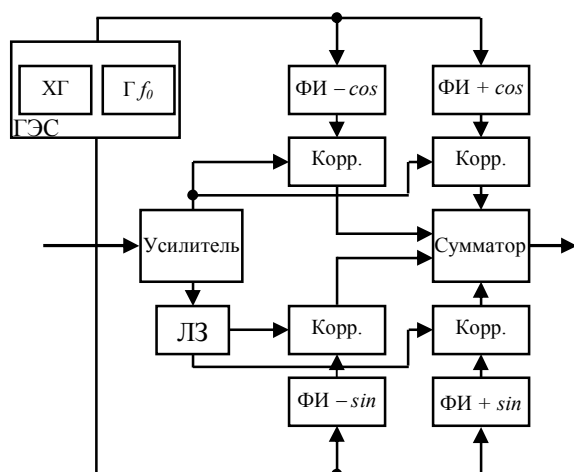 ХГ
Г f₀
ГЭС
ФИ – cos
ФИ + cos
Корр.
Корр.
Усилитель
Сумматор
ЛЗ
Корр.
Корр.
ФИ – sin
ФИ + sin